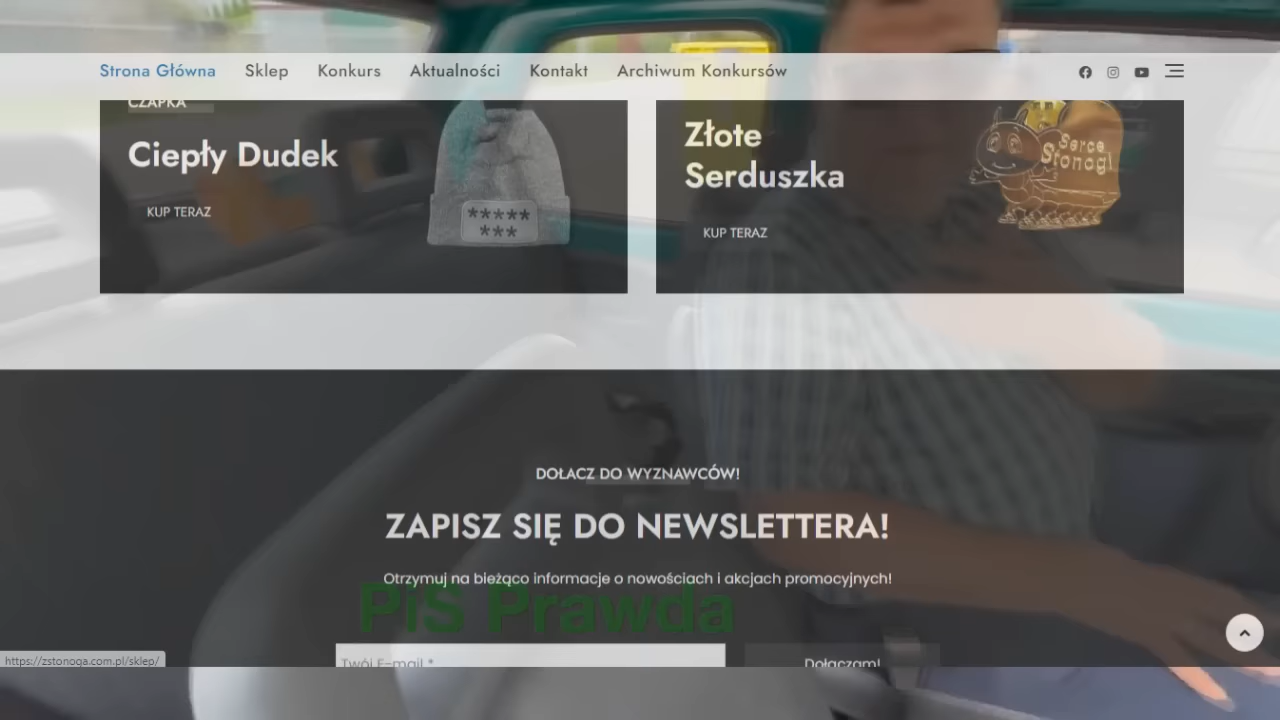 Strona Główna Sklep Konkurs Aktualności Kontakt Archiwum Konkursów
CZAPKA
Ciepły Dudek
KUP TERAZ
*****
***
Złote
Serduszka
KUP TERAZ
Serce
Stonogi
DOŁACZ DO WYZNAWCÓW!
ZAPISZ SIĘ DO NEWSLETTERA!
Otrzymuj na bieżąco informacje o nowościach i akcjach promocyjnych!
PiS Prawda
Twój E-mail *
Dołączam!
https://zstonoga.com.pl/sklep/